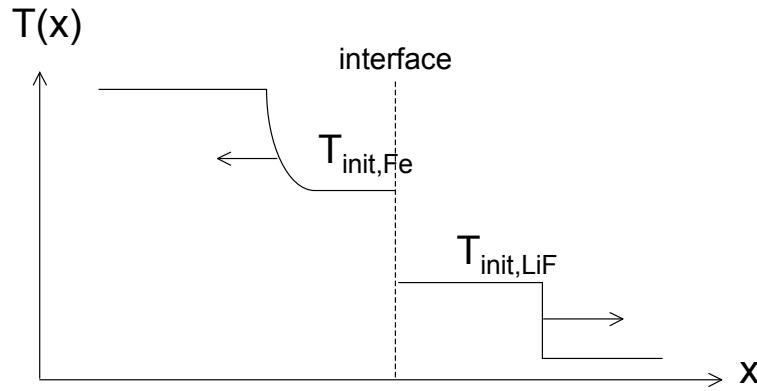 T(x)
interface
T_init,Fe
T_init,LiF
x